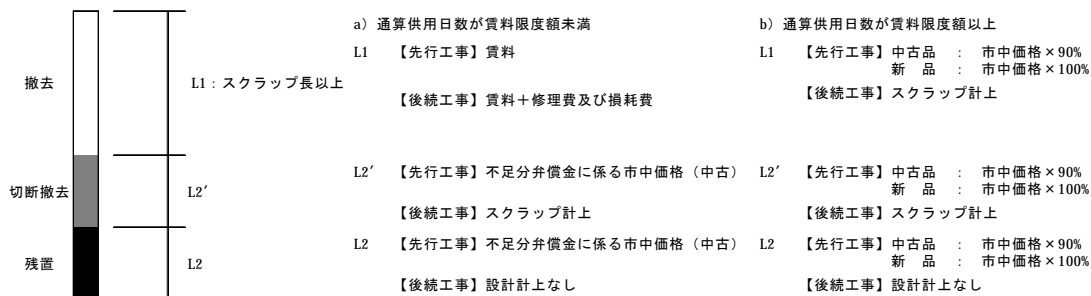 a）通算供用日数が賃料限度額未満
b）通算供用日数が賃料限度額以上
撤去
L1：スクラップ長以上
L1 【先行工事】賃料
【後続工事】賃料＋修理費及び損耗費
L1 【先行工事】中古品 ： 市中価格×90%
新　品 ： 市中価格×100%
【後続工事】スクラップ計上
切断撤去
L2′
L2′ 【先行工事】不足分弁償金に係る市中価格（中古）
【後続工事】スクラップ計上
L2′ 【先行工事】中古品 ： 市中価格×90%
新　品 ： 市中価格×100%
【後続工事】スクラップ計上
残置
L2
L2 【先行工事】不足分弁償金に係る市中価格（中古）
【後続工事】設計計上なし
L2 【先行工事】中古品 ： 市中価格×90%
新　品 ： 市中価格×100%
【後続工事】設計計上なし